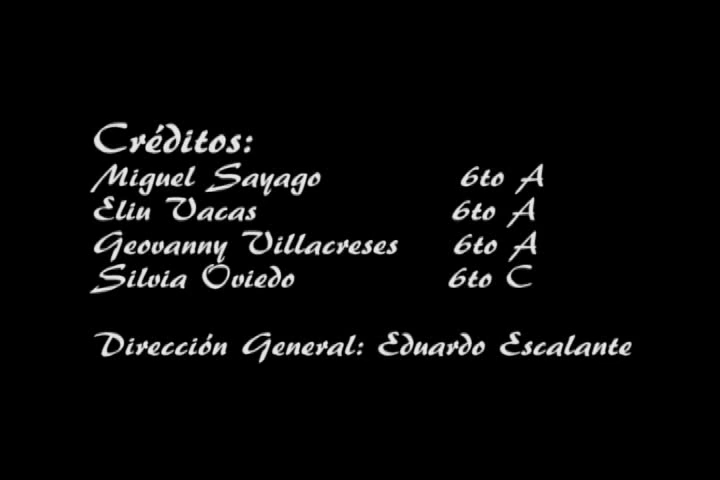 Créditos:
Miguel Sayago 6to A
Eliu Vacas 6to A
Geovanny Villacreses 6to A
Silvia Oviedo 6to C
Dirección General: Eduardo Escalante